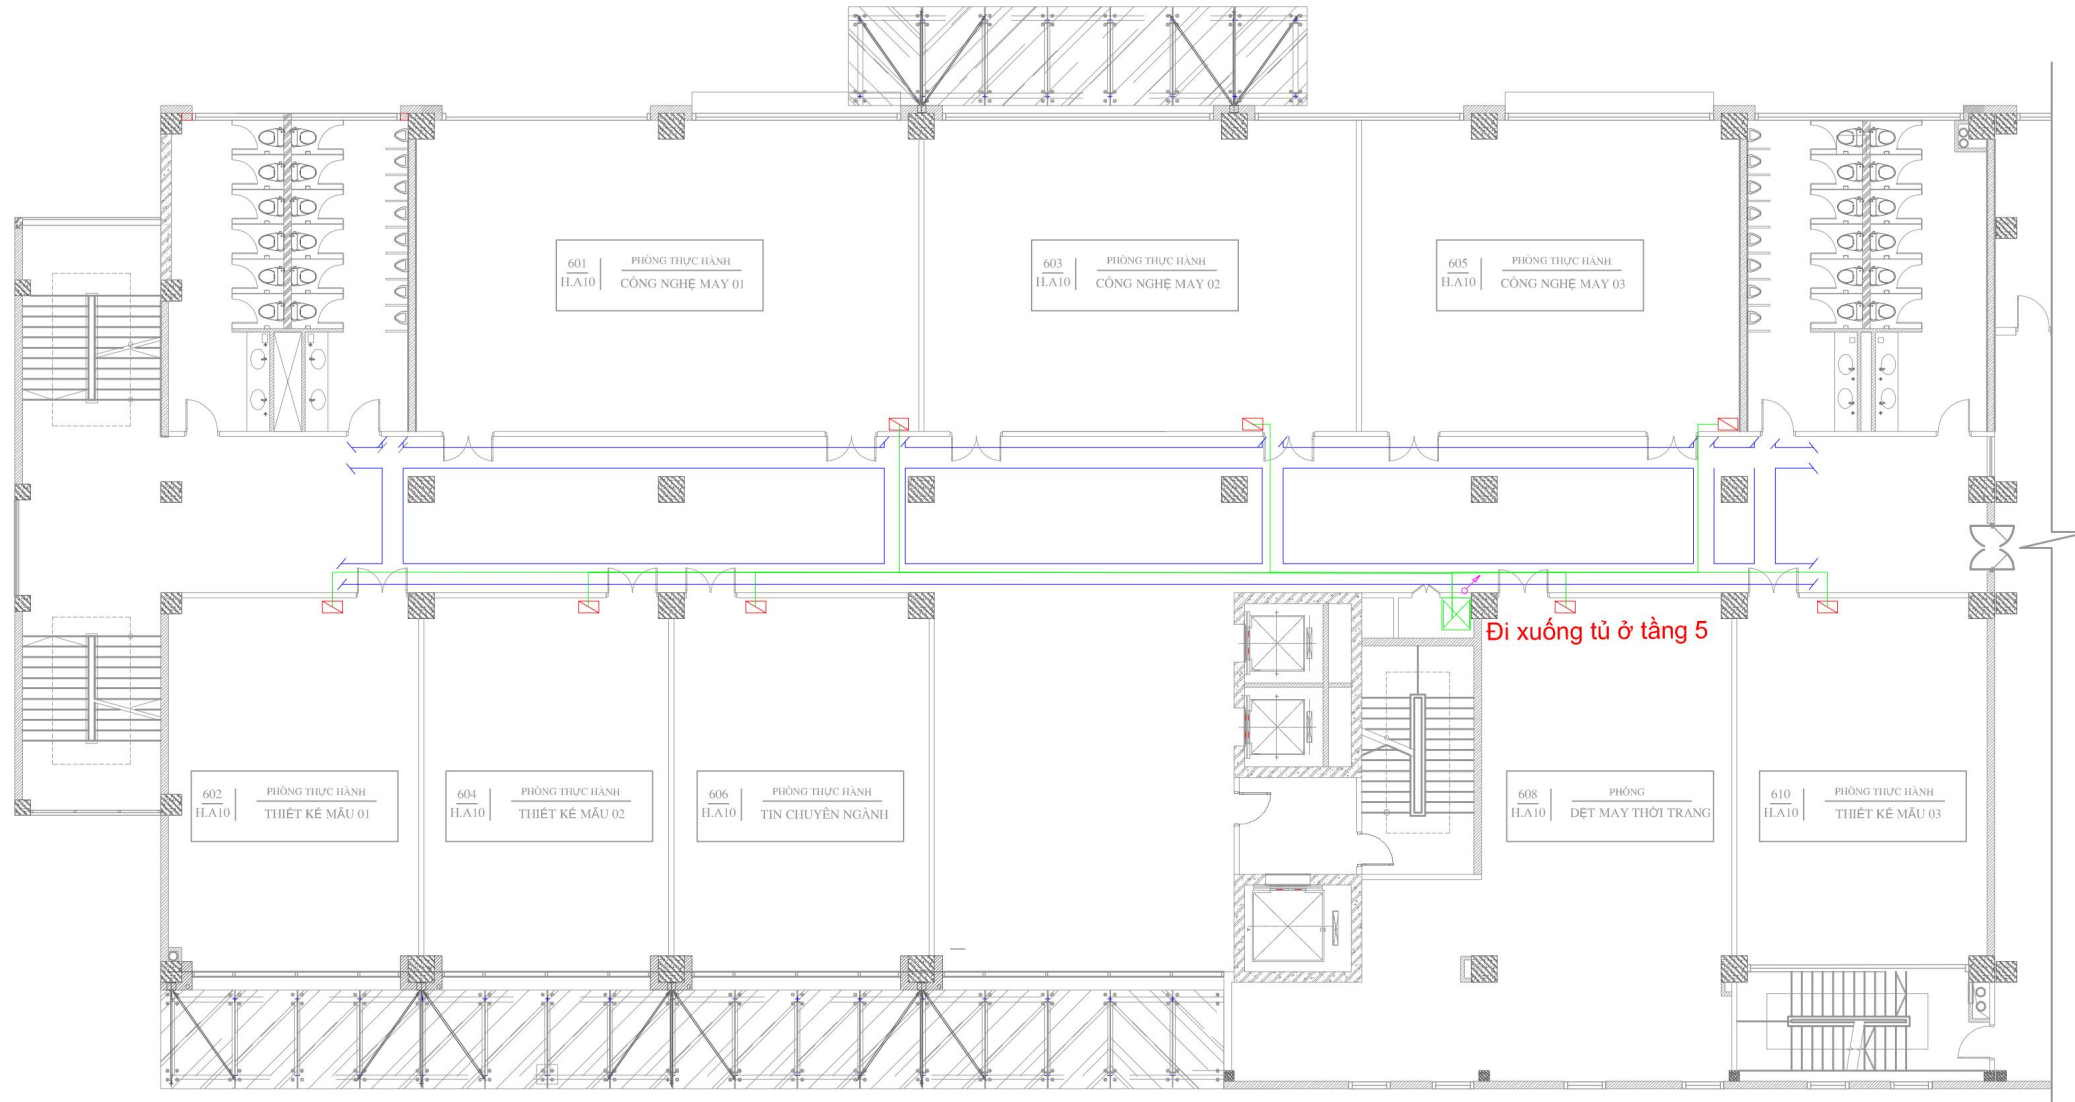 601
H.A10
PHÒNG THỰC HÀNH
CÔNG NGHỆ MAY 01
603
H.A10
PHÒNG THỰC HÀNH
CÔNG NGHỆ MAY 02
605
H.A10
PHÒNG THỰC HÀNH
CÔNG NGHỆ MAY 03
Đi xuống tủ ở tầng 5
602
H.A10
PHÒNG THỰC HÀNH
THIẾT KẾ MẪU 01
604
H.A10
PHÒNG THỰC HÀNH
THIẾT KẾ MẪU 02
606
H.A10
PHÒNG THỰC HÀNH
TIN CHUYÊN NGÀNH
608
H.A10
PHÒNG
DỆT MAY THỜI TRANG
610
H.A10
PHÒNG THỰC HÀNH
THIẾT KẾ MẪU 03